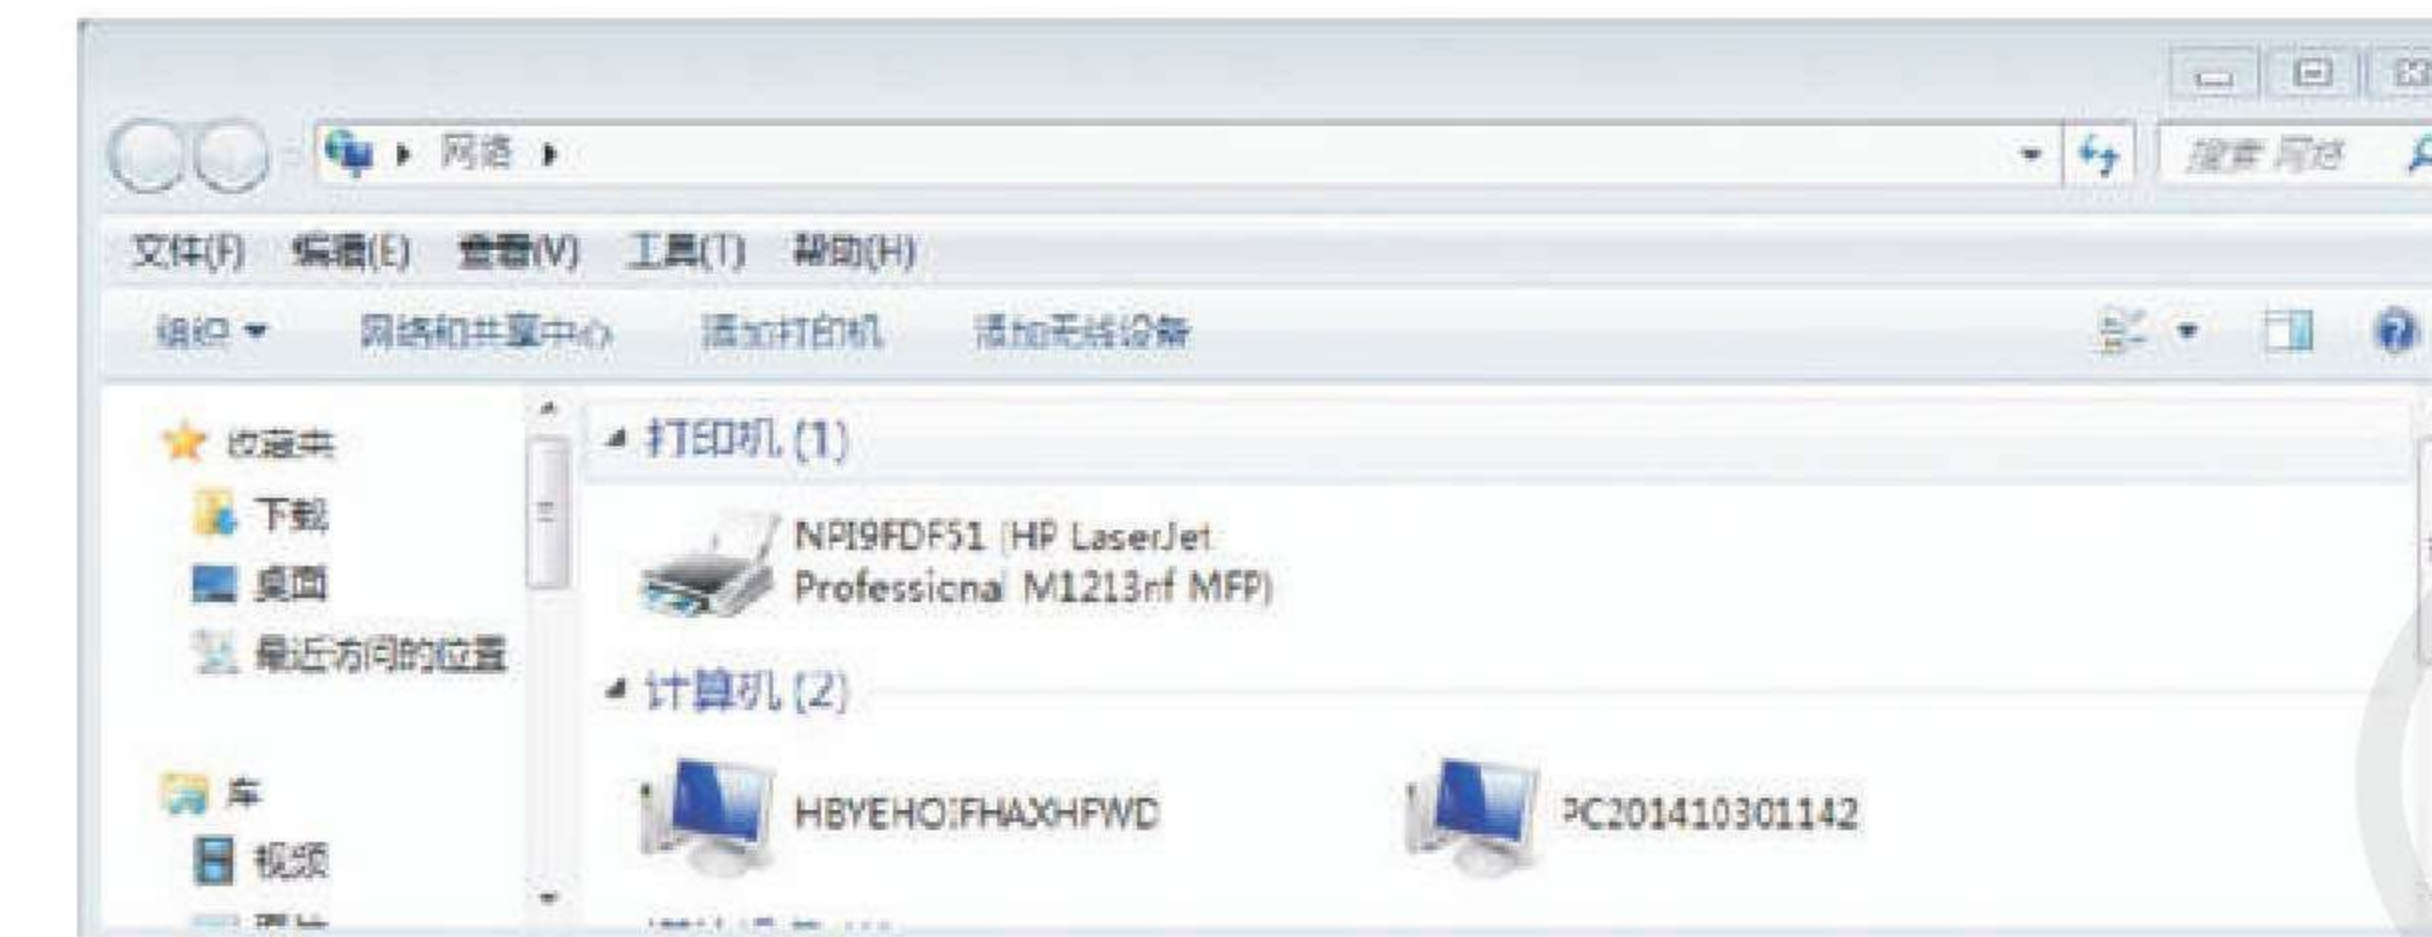 网络
搜索 网络
文件(F) 编辑(E) 查看(V) 工具(T) 帮助(H)
组织 网络和共享中心 添加打印机 添加无线设备
收藏夹
下载
桌面
最近访问的位置
库
视频
打印机 (1)
NPI9FDF51 (HP LaserJet
Professional M1213nf MFP)
计算机 (2)
PC201410301142